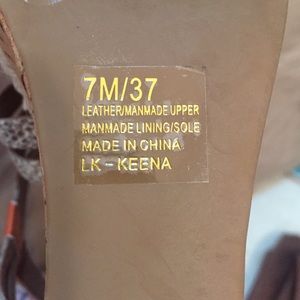 7M/37
LEATHER/MANMADE UPPER
MANMADE LINING/SOLE
MADE IN CHINA
LK - KEENA